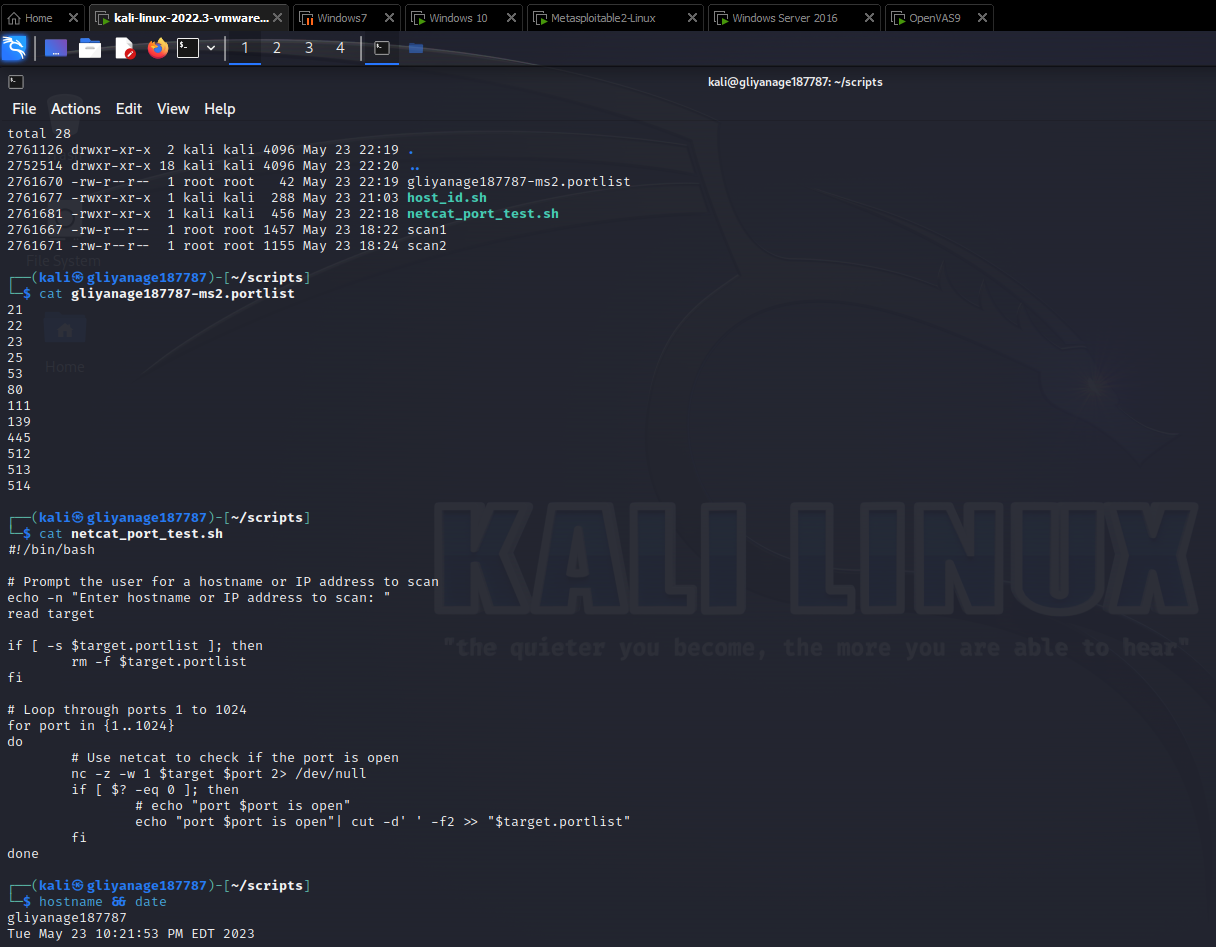 Home
kali-linux-2022.3-vmware...
Windows7
Windows 10
Metasploitable2-Linux
Windows Server 2016
OpenVAS9
1 2 3 4
kali@gliyanage187787: ~/scripts
File Actions Edit View Help
total 28
2761126 drwxr-xr-x  2 kali kali 4096 May 23 22:19 .
2752514 drwxr-xr-x 18 kali kali 4096 May 23 22:20 ..
2761670 -rw-r--r--  1 root root   42 May 23 22:19 gliyanage187787-ms2.portlist
2761677 -rwxr-xr-x  1 kali kali  288 May 23 21:03 host_id.sh
2761681 -rwxr-xr-x  1 kali kali  456 May 23 22:18 netcat_port_test.sh
2761667 -rw-r--r--  1 root root 1457 May 23 18:22 scan1
2761671 -rw-r--r--  1 root root 1155 May 23 18:24 scan2
File System
┌──(kali㉿gliyanage187787)-[~/scripts]
└─$ cat gliyanage187787-ms2.portlist
21
22
23
25
53
Home
80
111
139
445
512
513
514
┌──(kali㉿gliyanage187787)-[~/scripts]
└─$ cat netcat_port_test.sh
#!/bin/bash
# Prompt the user for a hostname or IP address to scan
echo -n "Enter hostname or IP address to scan: "
read target
if [ -s $target.portlist ]; then
        rm -f $target.portlist
fi
# Loop through ports 1 to 1024
for port in {1..1024}
do
        # Use netcat to check if the port is open
        nc -z -w 1 $target $port 2> /dev/null
        if [ $? -eq 0 ]; then
                # echo "port $port is open"
                echo "port $port is open"| cut -d' ' -f2 >> "$target.portlist"
        fi
done
┌──(kali㉿gliyanage187787)-[~/scripts]
└─$ hostname && date
gliyanage187787
Tue May 23 10:21:53 PM EDT 2023
KALI LINUX
"the quieter you become, the more you are able to hear"